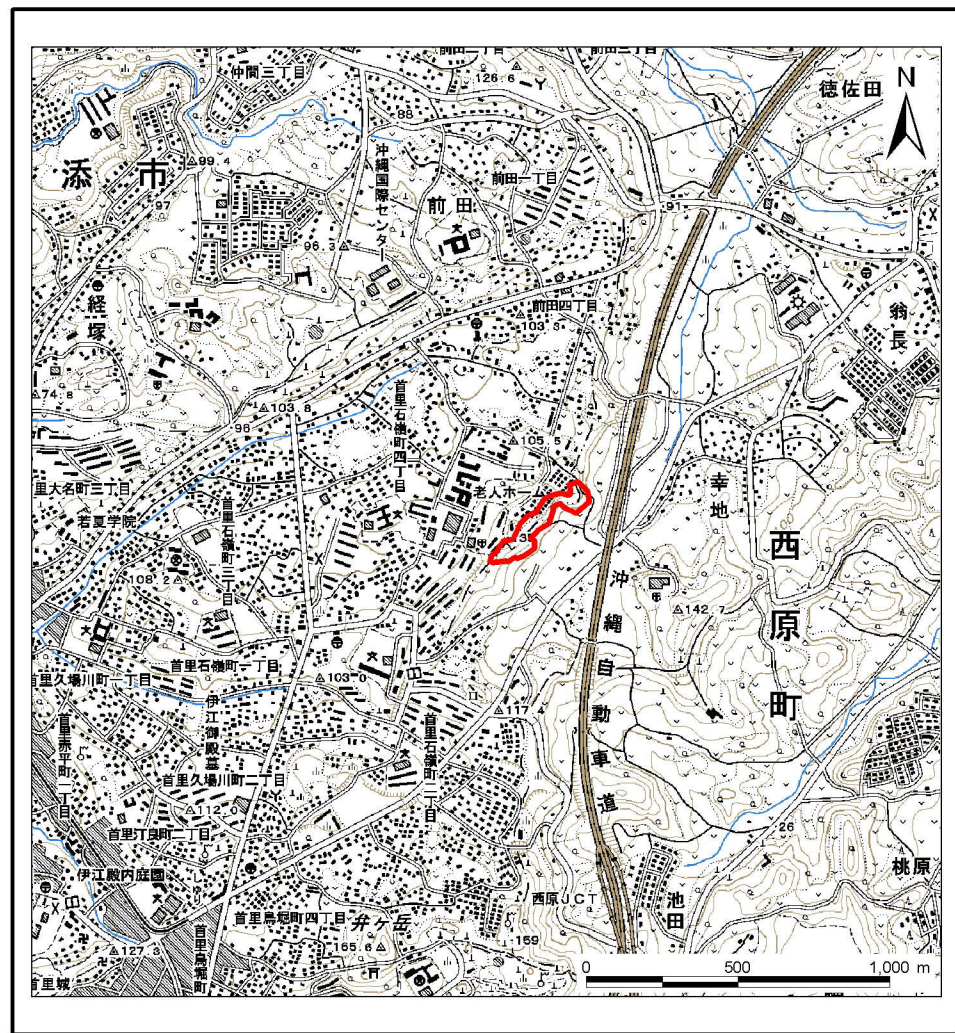 前田二丁目
前田三丁目
仲間三丁目
126.6
徳佐田
N
88
添市
99.4
沖縄国際センター
前田一丁目
97
前田
91
96.3
経塚
前田四丁目
103.3
翁長
74.8
103.8
96
首里石嶺町四丁目
105.5
里大名町三丁目
老人ホーム
幸地
若夏学院
首里石嶺町三丁目
西原町
108.2
沖縄自動車道
142.7
首里石嶺町一丁目
首里久場川町一丁目
103.0
伊江御殿墓
117.4
首里赤平町一丁目
首里久場川町二丁目
首里石嶺町二丁目
112.0
首里汀良町二丁目
26
伊江殿内庭園
桃原
西原JCT
池田
首里鳥堀町四丁目
弁ヶ岳
165.6
159
127.3
首里鳥堀町
首里城
0 500 1,000 m